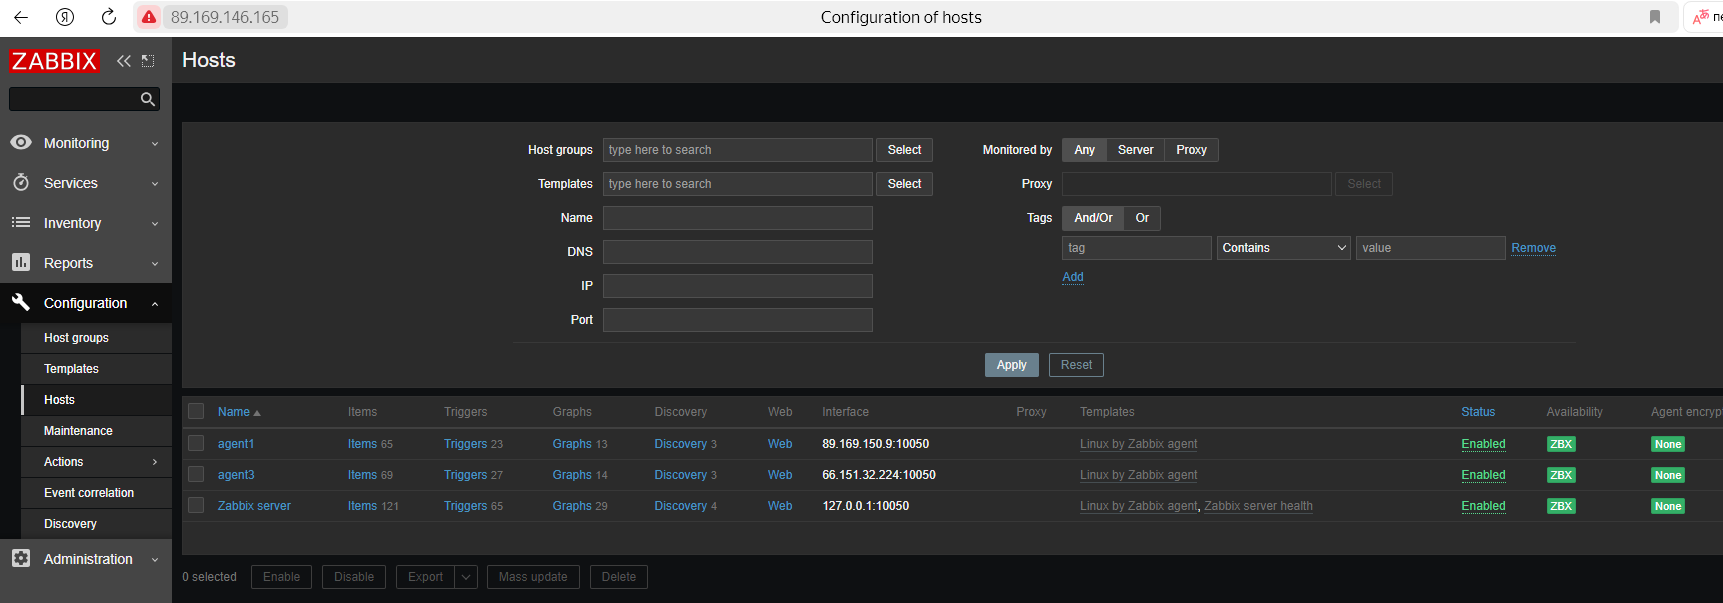 Я 89.169.146.165 Configuration of hosts
ZABBIX Hosts
Monitoring
Services
Inventory
Reports
Configuration
Host groups
Templates
Hosts
Maintenance
Actions
Event correlation
Discovery
Administration
Host groups type here to search Select
Templates type here to search Select
Name
DNS
IP
Port
Monitored by Any Server Proxy
Proxy Select
Tags And/Or Or
tag Contains value Remove
Add
Apply Reset
Name Items Triggers Graphs Discovery Web Interface Proxy Templates Status Availability Agent encrypt
agent1 Items 65 Triggers 23 Graphs 13 Discovery 3 Web 89.169.150.9:10050 Linux by Zabbix agent Enabled ZBX None
agent3 Items 69 Triggers 27 Graphs 14 Discovery 3 Web 66.151.32.224:10050 Linux by Zabbix agent Enabled ZBX None
Zabbix server Items 121 Triggers 65 Graphs 29 Discovery 4 Web 127.0.0.1:10050 Linux by Zabbix agent, Zabbix server health Enabled ZBX None
0 selected Enable Disable Export Mass update Delete